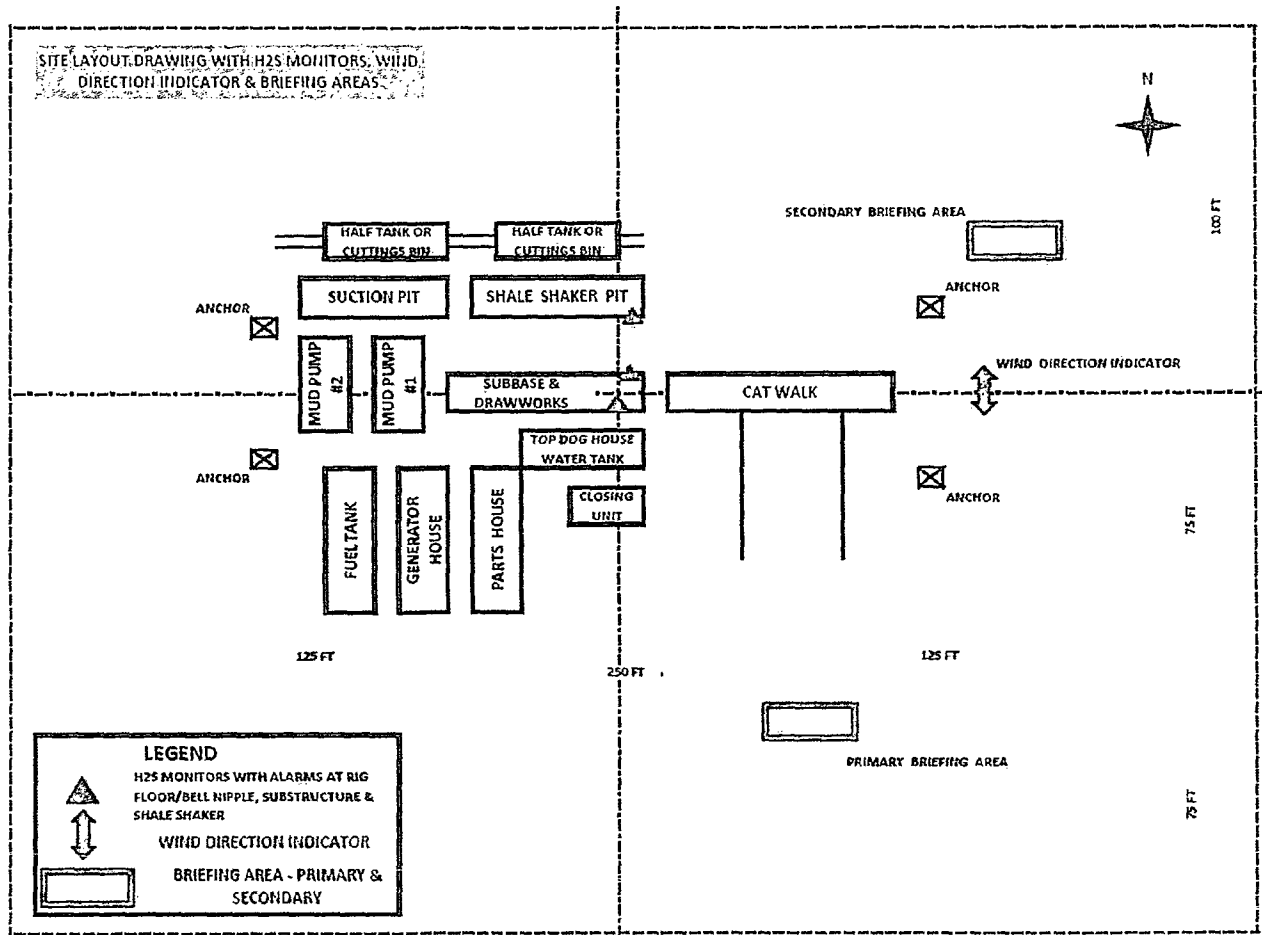 SITE LAYOUT DRAWING WITH H2S MONITORS, WIND
DIRECTION INDICATOR & BRIEFING AREAS
N
SECONDARY BRIEFING AREA
100 FT
HALF TANK OR
CUTTINGS BIN
HALF TANK OR
CUTTINGS BIN
SUCTION PIT
SHALE SHAKER PIT
ANCHOR
ANCHOR
MUD PUMP
#2
MUD PUMP
#1
SUBBASE &
DRAWWORKS
CAT WALK
WIND DIRECTION INDICATOR
TOP DOG HOUSE
WATER TANK
ANCHOR
ANCHOR
CLOSING
UNIT
FUEL TANK
GENERATOR
HOUSE
PARTS HOUSE
75 FT
125 FT
250 FT
125 FT
PRIMARY BRIEFING AREA
75 FT
LEGEND
H2S MONITORS WITH ALARMS AT RIG
FLOOR/BELL NIPPLE, SUBSTRUCTURE &
SHALE SHAKER
WIND DIRECTION INDICATOR
BRIEFING AREA - PRIMARY &
SECONDARY